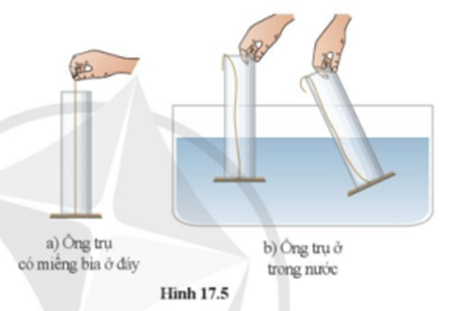 a) Ống trụ
có miếng bìa ở đáy
b) Ống trụ ở
trong nước
Hình 17.5